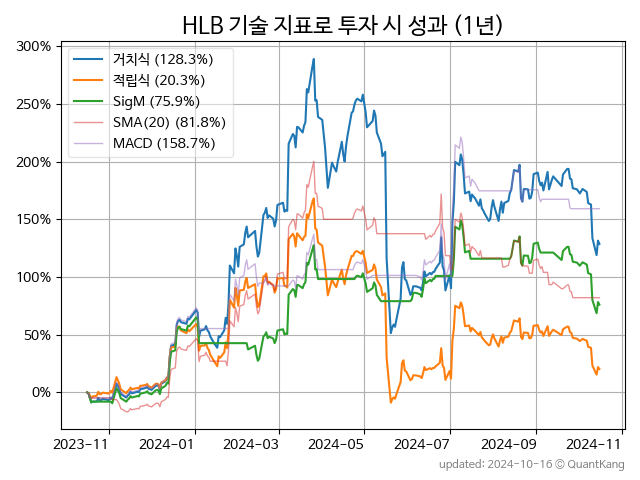 HLB 기술 지표로 투자 시 성과 (1년)
300%
250%
200%
150%
100%
50%
0%
거치식 (128.3%)
적립식 (20.3%)
SigM (75.9%)
SMA(20) (81.8%)
MACD (158.7%)
2023-11 2024-01 2024-03 2024-05 2024-07 2024-09 2024-11
updated: 2024-10-16 © QuantKang